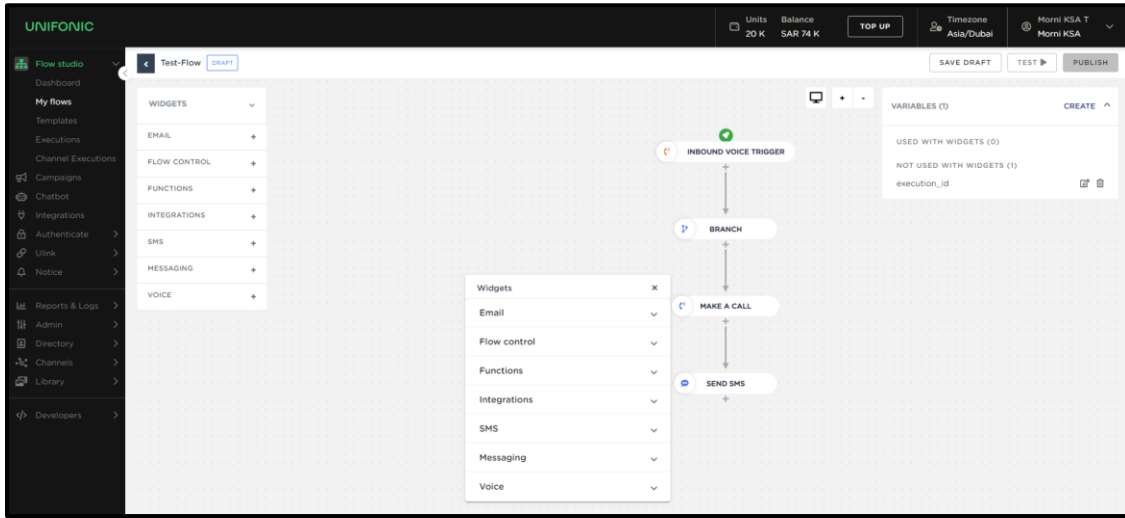 UNIFONIC
Units
20 K
Balance
SAR 74 K
TOP UP
Timezone
Asia/Dubai
Morni KSA T
Morni KSA
Flow studio
Dashboard
My flows
Templates
Executions
Channel Executions
Campaigns
Chatbot
Integrations
Authenticate
Ulink
Notice
Reports & Logs
Admin
Directory
Channels
Library
Developers
Test-Flow
DRAFT
SAVE DRAFT
TEST
PUBLISH
WIDGETS
EMAIL
FLOW CONTROL
FUNCTIONS
INTEGRATIONS
SMS
MESSAGING
VOICE
INBOUND VOICE TRIGGER
BRANCH
MAKE A CALL
SEND SMS
Widgets
Email
Flow control
Functions
Integrations
SMS
Messaging
Voice
VARIABLES (1)
CREATE
USED WITH WIDGETS (0)
NOT USED WITH WIDGETS (1)
execution_id